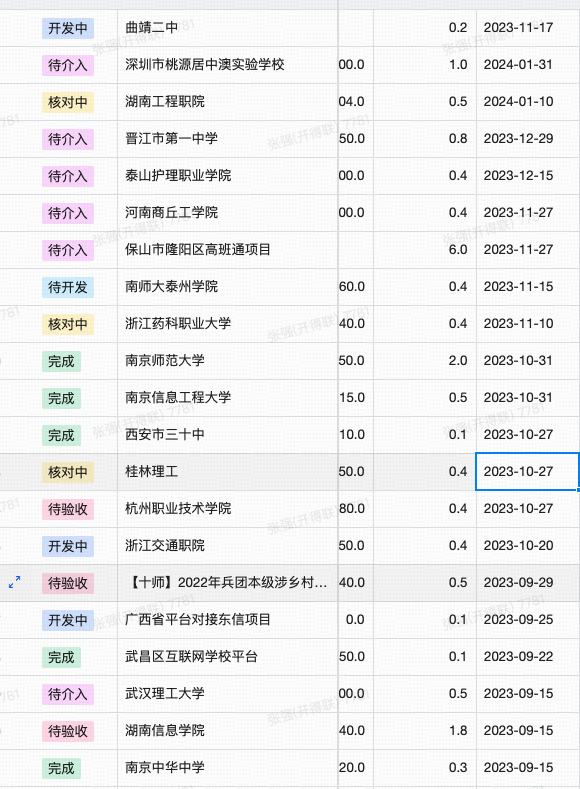 开发中 曲靖二中 0.2 2023-11-17
待介入 深圳市桃源居中澳实验学校 00.0 1.0 2024-01-31
核对中 湖南工程职院 04.0 0.5 2024-01-10
待介入 晋江市第一中学 50.0 0.8 2023-12-29
待介入 泰山护理职业学院 00.0 0.4 2023-12-15
待介入 河南商丘工学院 00.0 0.4 2023-11-27
待介入 保山市隆阳区高班通项目 6.0 2023-11-27
待开发 南师大泰州学院 60.0 0.4 2023-11-15
核对中 浙江药科职业大学 40.0 0.4 2023-11-10
完成 南京师范大学 50.0 2.0 2023-10-31
完成 南京信息工程大学 15.0 0.5 2023-10-31
完成 西安市三十中 10.0 0.1 2023-10-27
核对中 桂林理工 50.0 0.4 2023-10-27
待验收 杭州职业技术学院 80.0 0.4 2023-10-27
开发中 浙江交通职院 50.0 0.4 2023-10-20
待验收 【十师】2022年兵团本级涉乡村... 40.0 0.5 2023-09-29
开发中 广西省平台对接东信项目 0.0 0.1 2023-09-25
完成 武昌区互联网学校平台 50.0 0.1 2023-09-22
待介入 武汉理工大学 00.0 0.5 2023-09-15
待验收 湖南信息学院 40.0 1.8 2023-09-15
完成 南京中华中学 20.0 0.3 2023-09-15
张强(开得联) 7781